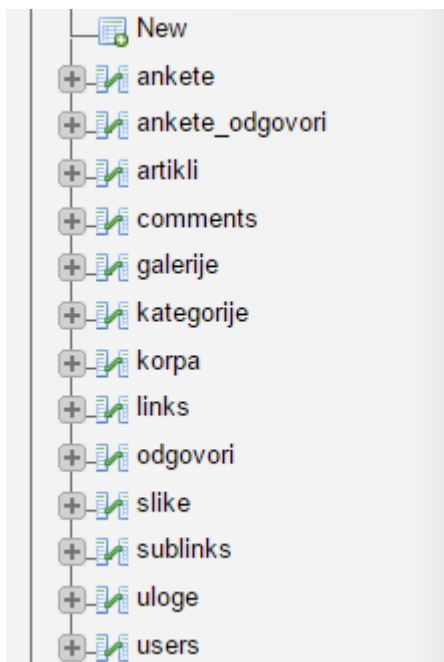 New
ankete
ankete_odgovori
artikli
comments
galerije
kategorije
korpa
links
odgovori
slike
sublinks
uloge
users